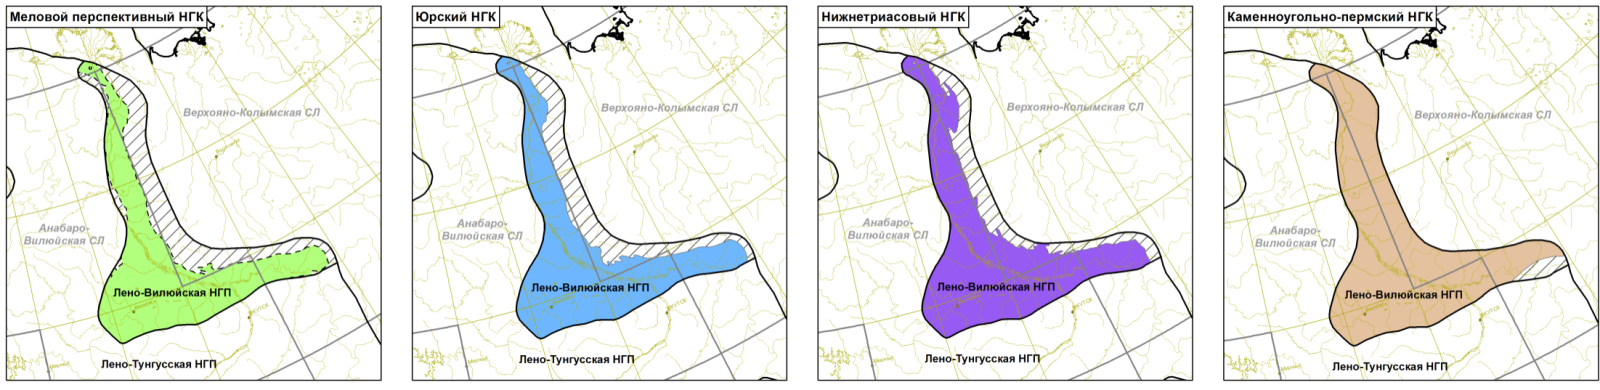 Меловой перспективный НГК
Верхояно-Колымская СЛ
Анабаро-
Вилюйская СЛ
Лено-Вилюйская НГП
Лено-Тунгусская НГП
Юрский НГК
Верхояно-Колымская СЛ
Анабаро-
Вилюйская СЛ
Лено-Вилюйская НГП
Лено-Тунгусская НГП
Нижнетриасовый НГК
Верхояно-Колымская СЛ
Анабаро-
Вилюйская СЛ
Лено-Вилюйская НГП
Лено-Тунгусская НГП
Каменноугольно-пермский НГК
Верхояно-Колымская СЛ
Анабаро-
Вилюйская СЛ
Лено-Вилюйская НГП
Лено-Тунгусская НГП